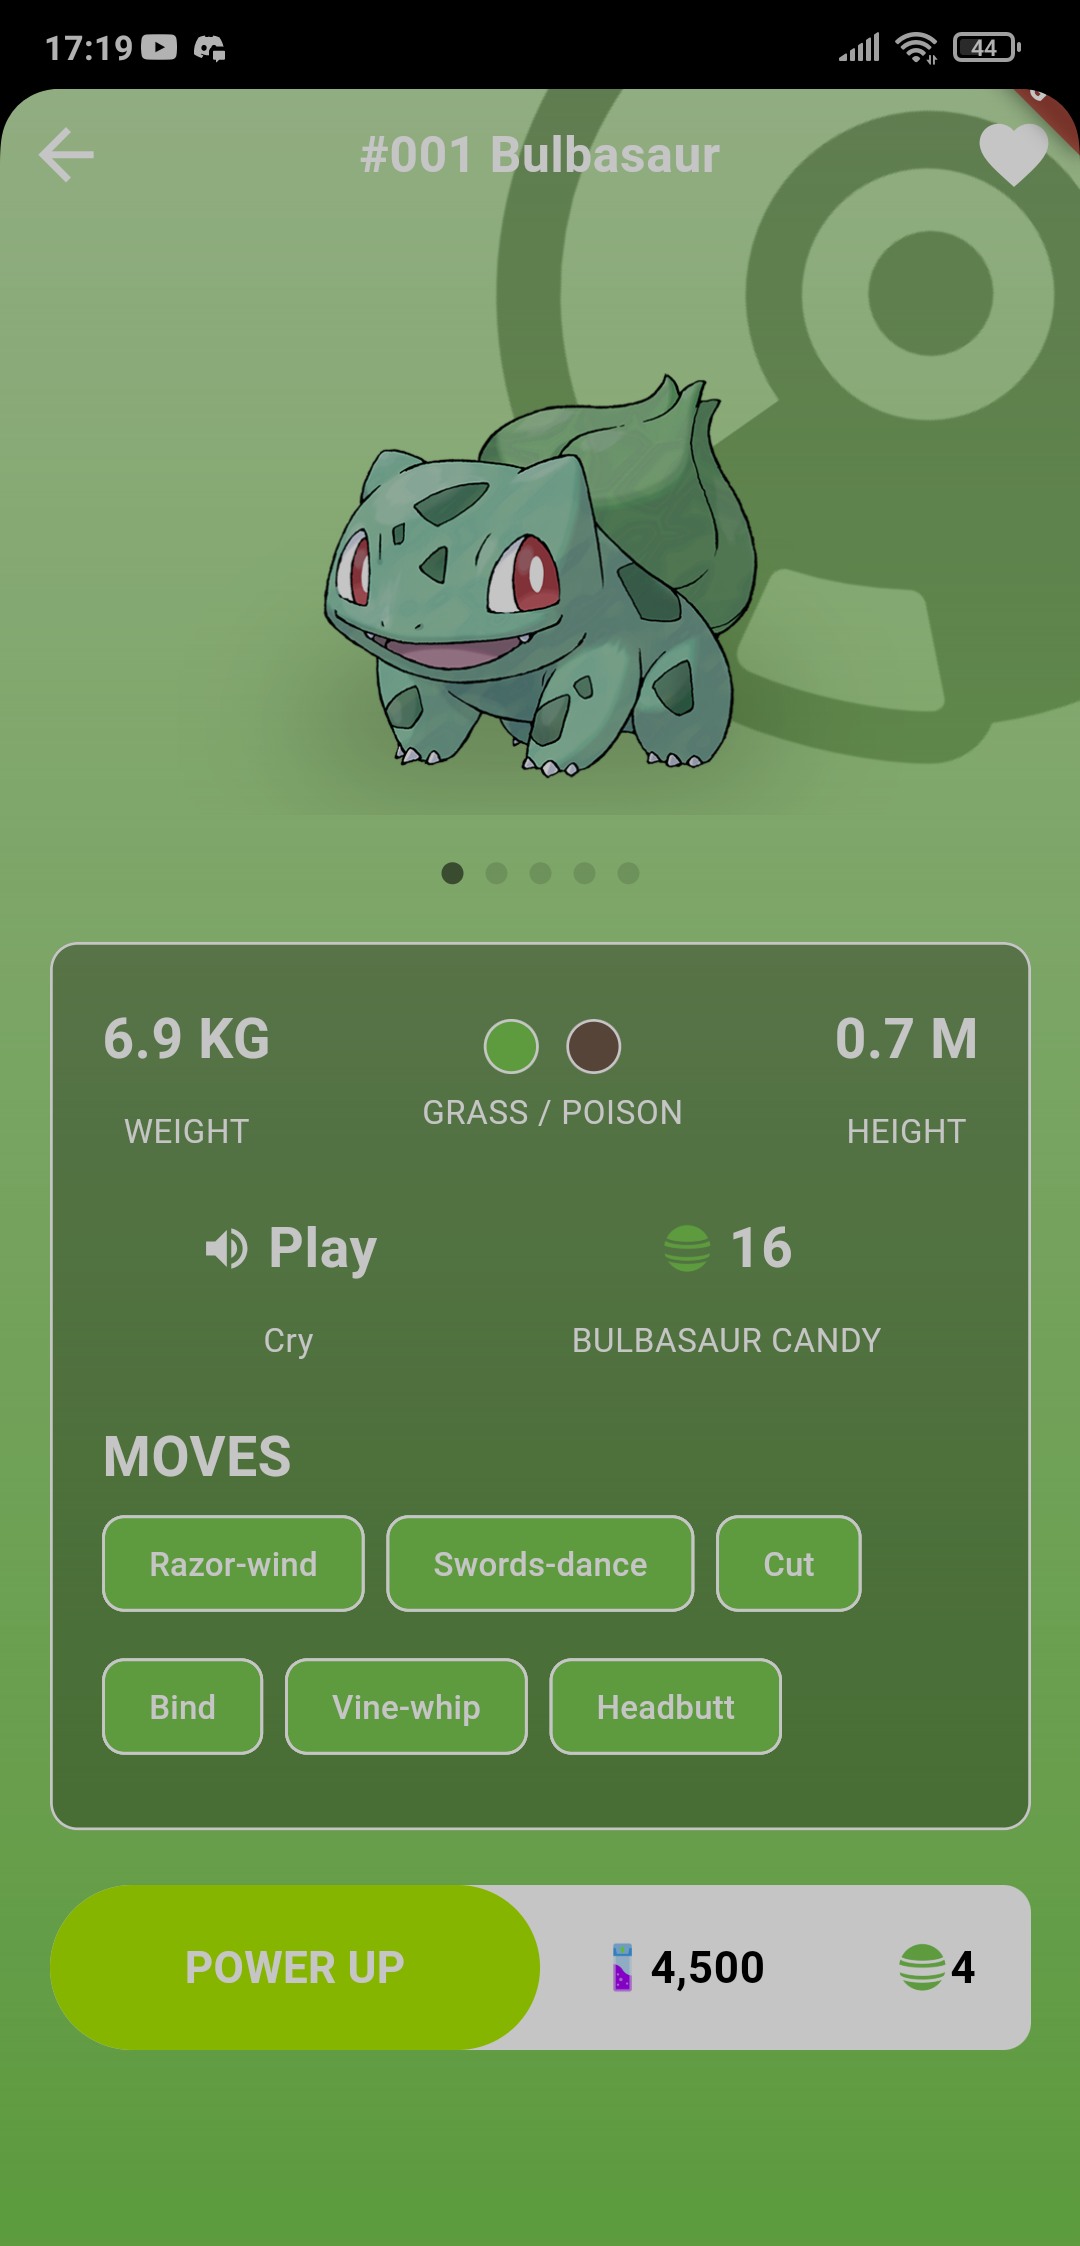 17:19
44
#001 Bulbasaur
6.9 KG
0.7 M
GRASS / POISON
WEIGHT
HEIGHT
Play
16
Cry
BULBASAUR CANDY
MOVES
Razor-wind
Swords-dance
Cut
Bind
Vine-whip
Headbutt
POWER UP
4,500
4